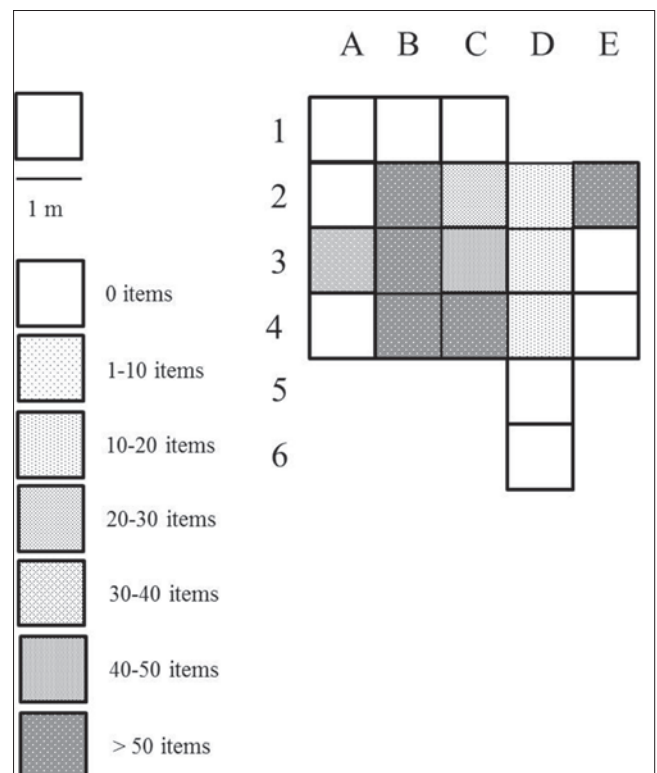 A B C D E
1
2
3
4
5
6
1 m
0 items
1-10 items
10-20 items
20-30 items
30-40 items
40-50 items
> 50 items